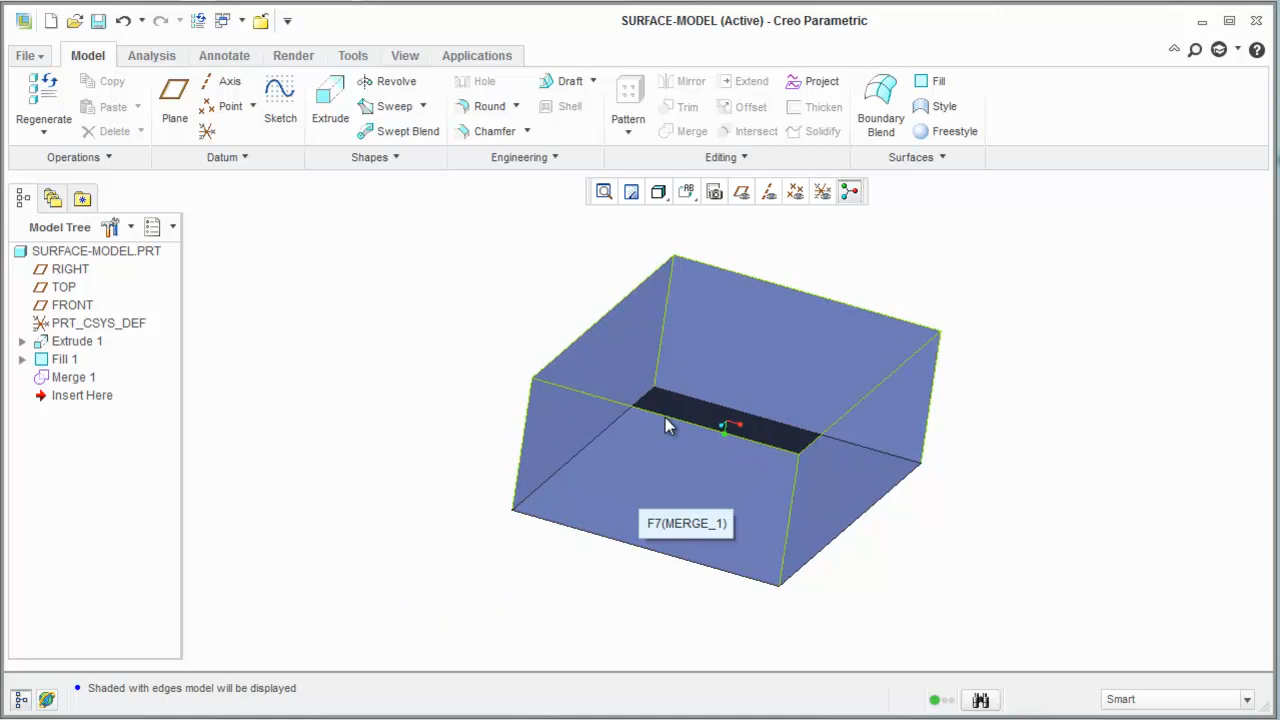 SURFACE-MODEL (Active) - Creo Parametric
File Model Analysis Annotate Render Tools View Applications
Regenerate Copy Paste Delete
Operations
Plane Axis Point Sketch
Datum
Extrude Revolve Sweep Swept Blend
Shapes
Hole Round Chamfer Draft Shell
Engineering
Pattern Mirror Trim Merge Extend Offset Intersect Project Thicken Solidify
Editing
Boundary Blend Fill Style Freestyle
Surfaces
Model Tree
SURFACE-MODEL.PRT
RIGHT
TOP
FRONT
PRT_CSYS_DEF
Extrude 1
Fill 1
Merge 1
Insert Here
F7(MERGE_1)
Shaded with edges model will be displayed
Smart